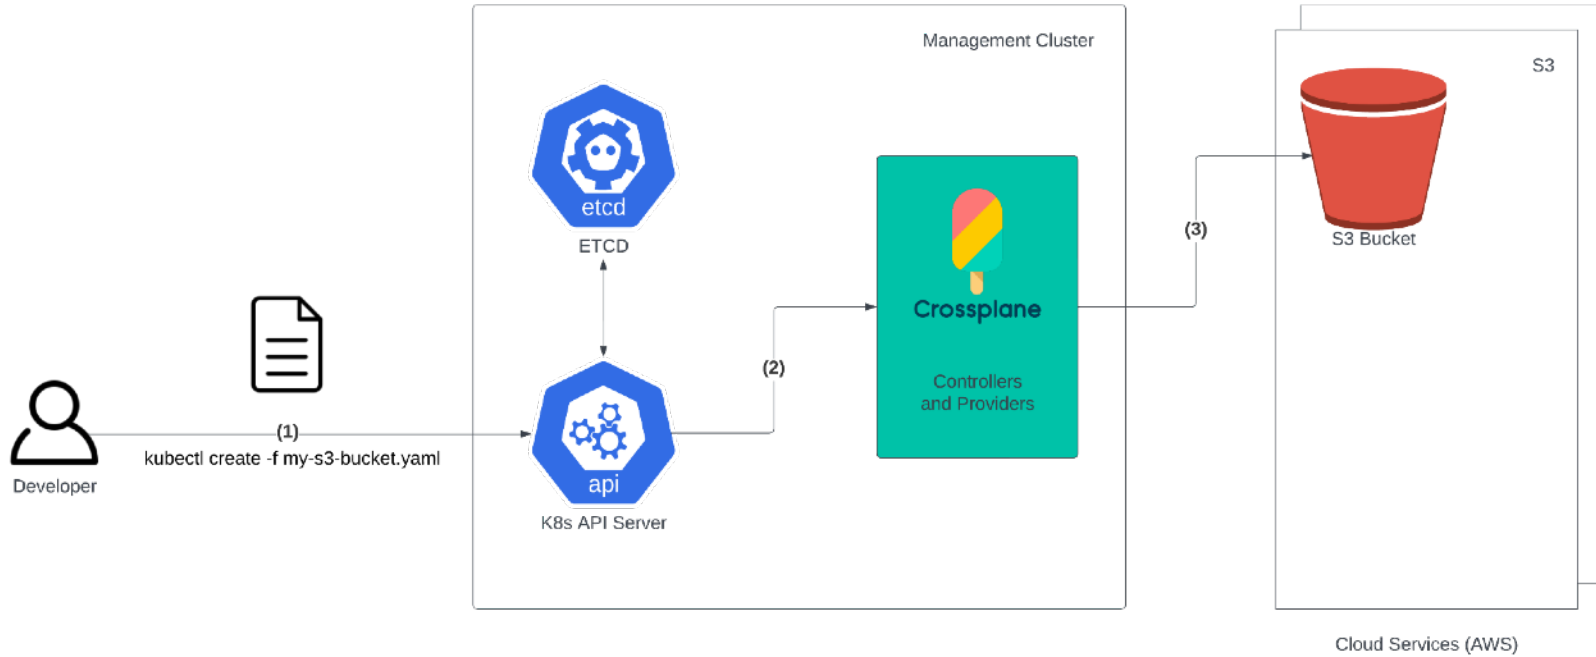 Management Cluster
S3
etcd
ETCD
S3 Bucket
(3)
Crossplane
(2)
Controllers
and Providers
(1)
kubectl create -f my-s3-bucket.yaml
Developer
api
K8s API Server
Cloud Services (AWS)